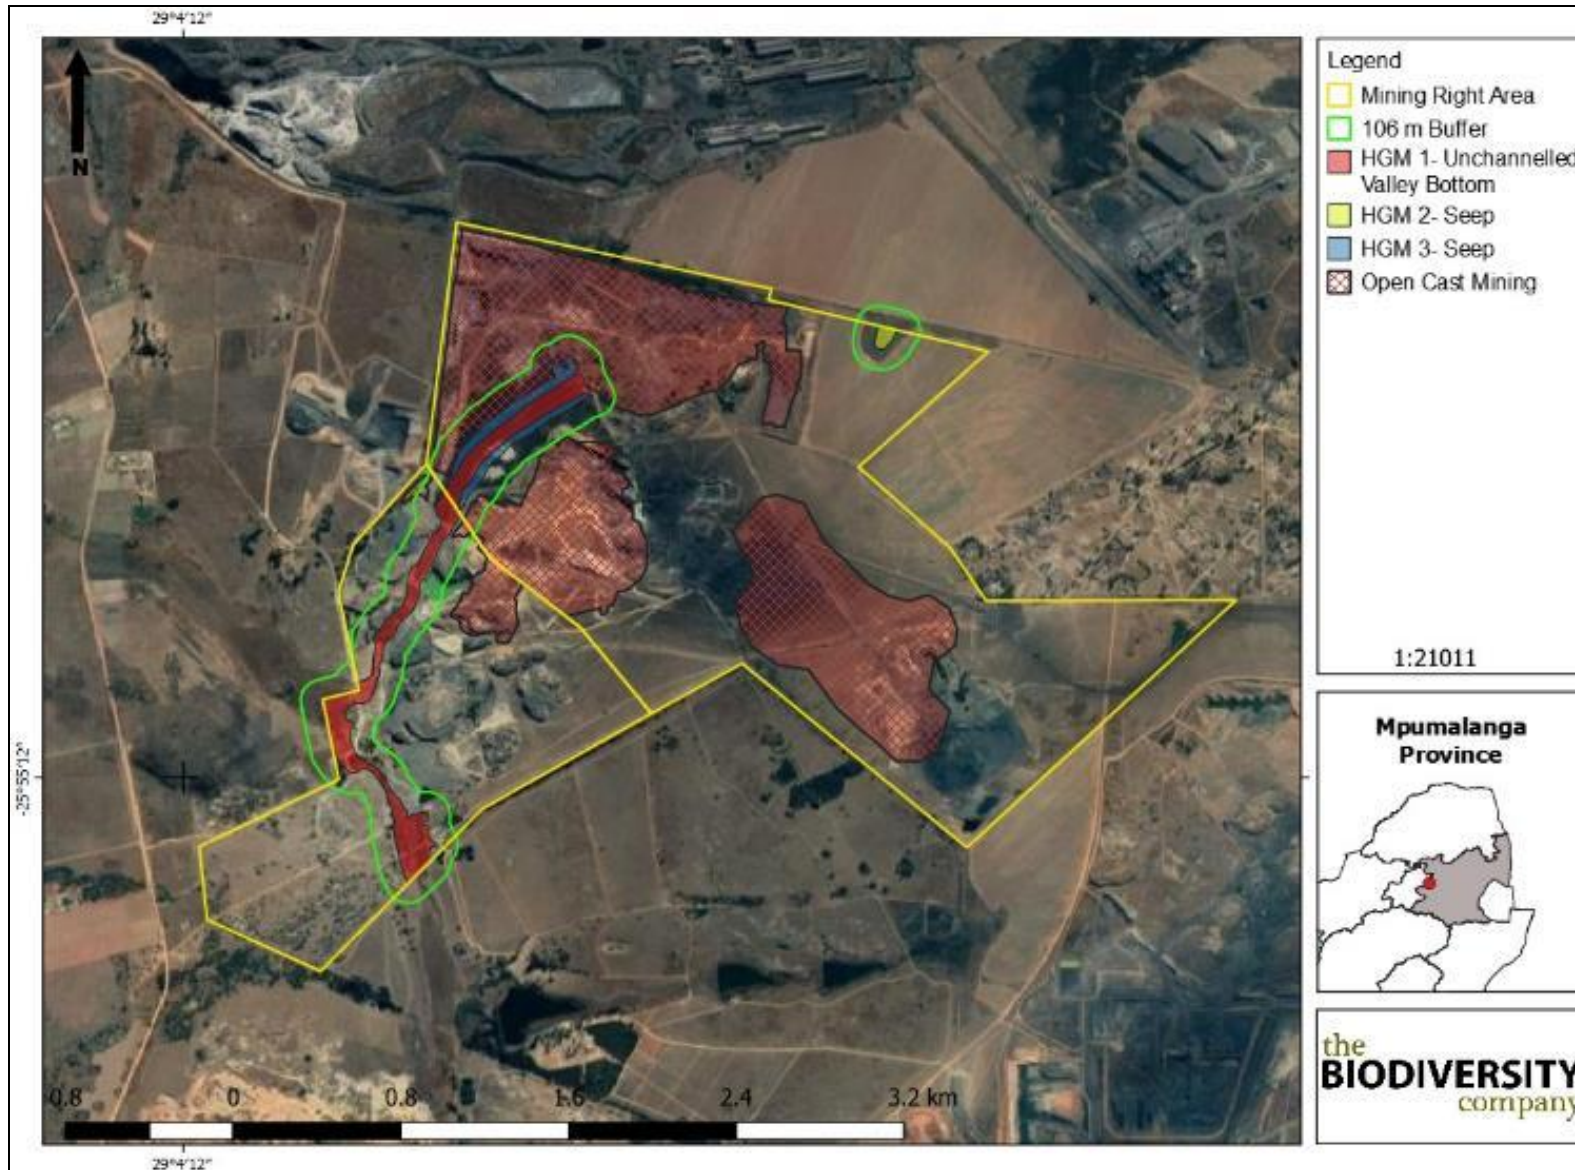 29°4'12"
N
-25°55'12"
0.8 0 0.8 1.6 2.4 3.2 km
29°4'12"
Legend
Mining Right Area
106 m Buffer
HGM 1- Unchannelled
Valley Bottom
HGM 2- Seep
HGM 3- Seep
Open Cast Mining
1:21011
Mpumalanga
Province
the
BIODIVERSITY
company